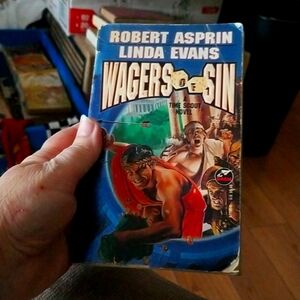 ROBERT ASPRIN
LINDA EVANS
WAGERS OF SIN
A
TIME SCOUT
NOVEL